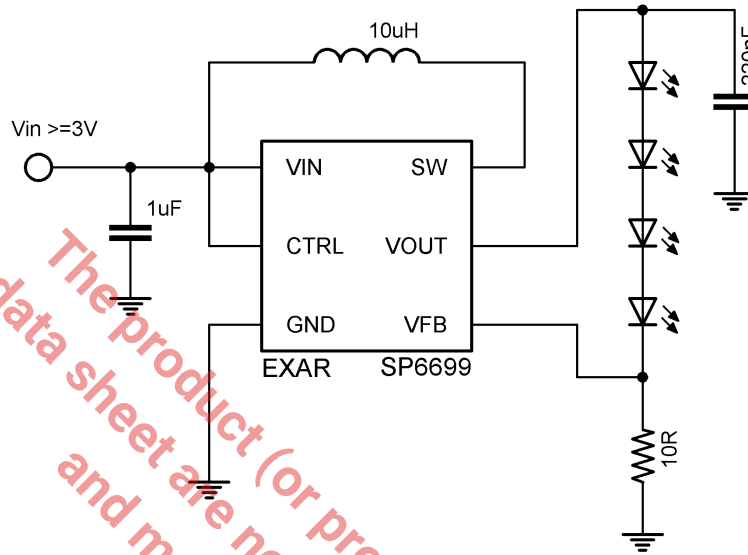 10uH
220nF
Vin >=3V
VIN
SW
1uF
CTRL
VOUT
GND
VFB
EXAR
SP6699
10R
The product (or
data sheet are
and